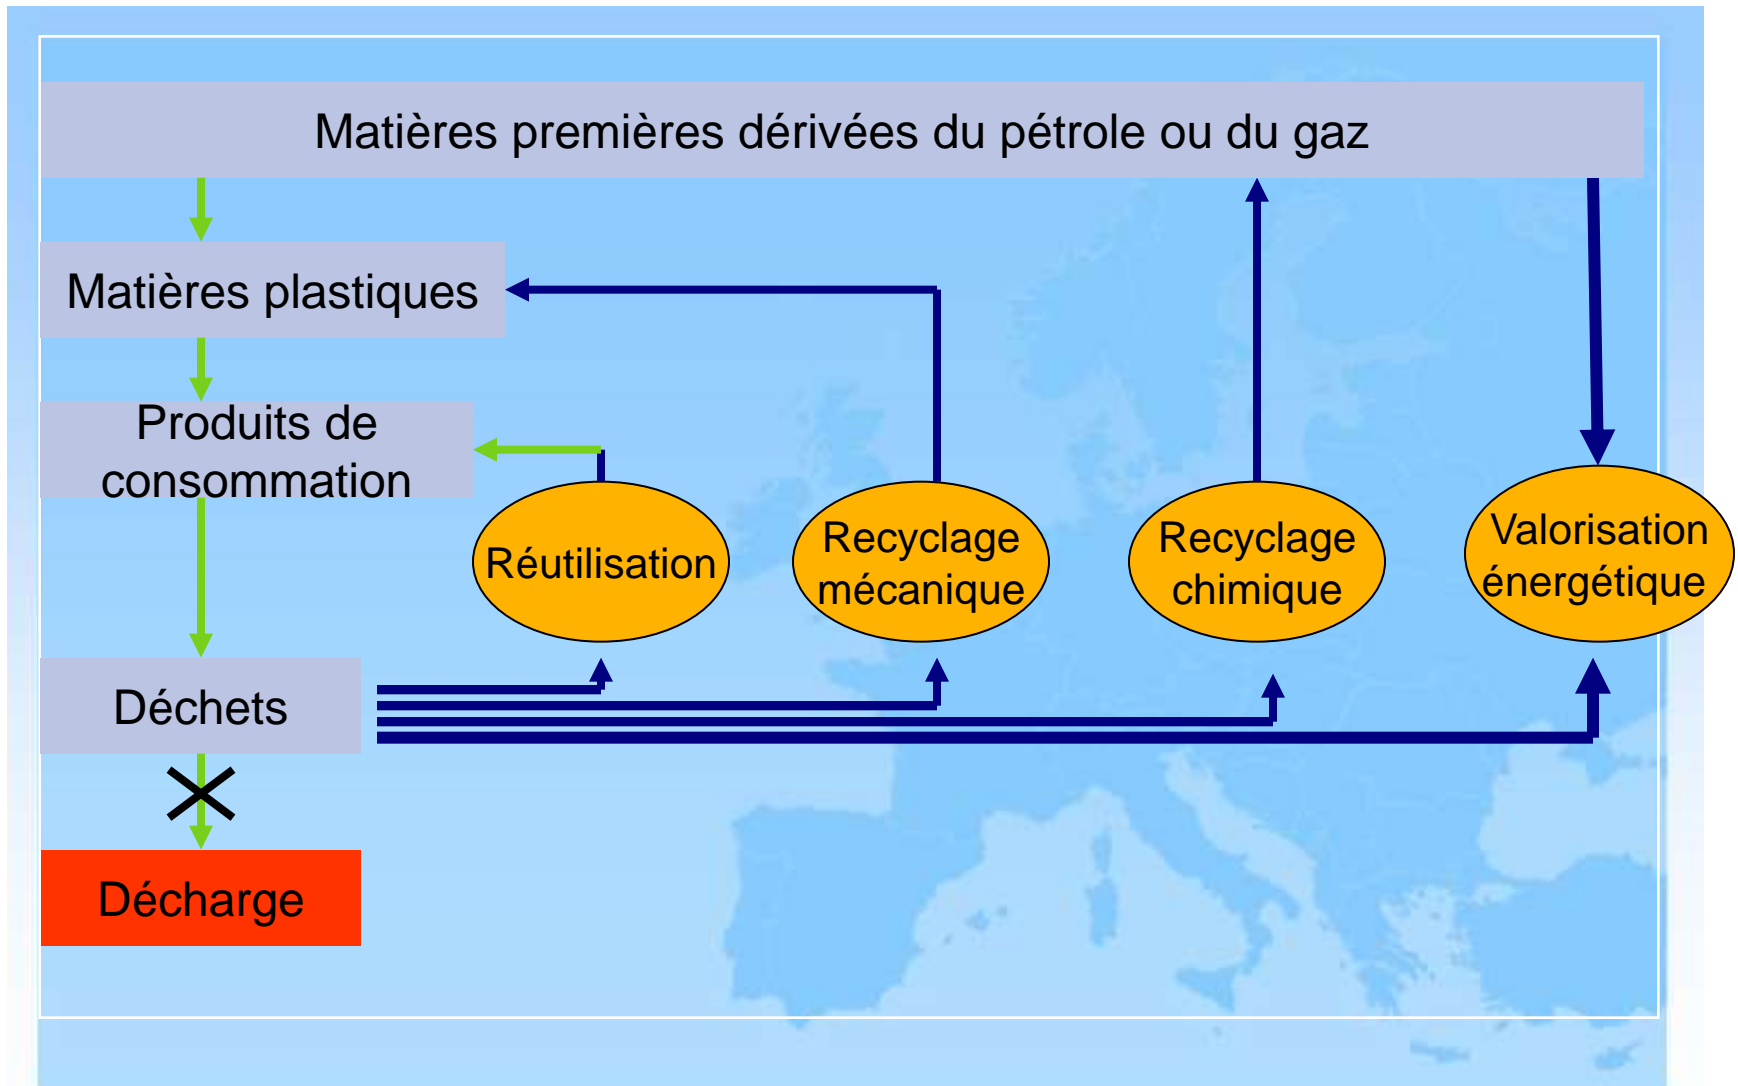 Matières premières dérivées du pétrole ou du gaz
Matières plastiques
Produits de
consommation
Réutilisation
Recyclage
mécanique
Recyclage
chimique
Valorisation
énergétique
Déchets
Décharge